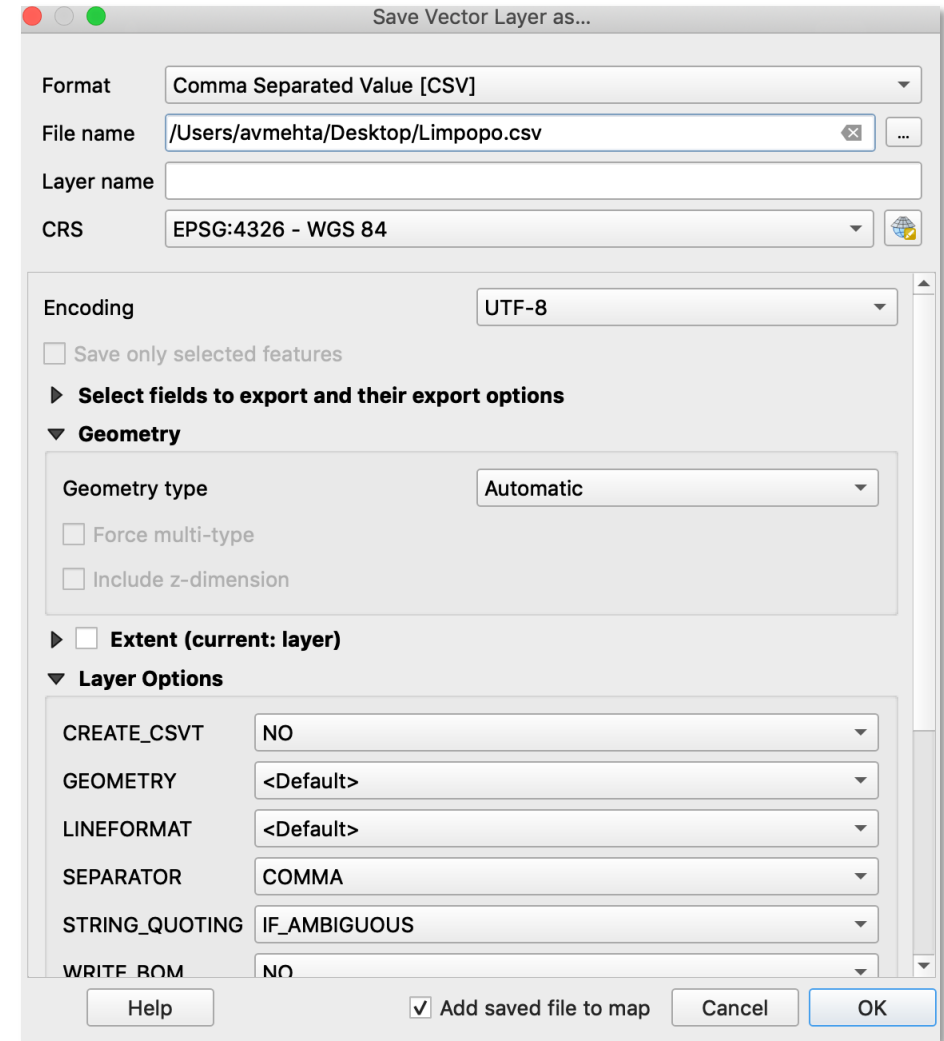 Save Vector Layer as...
Format Comma Separated Value [CSV]
File name /Users/avmehta/Desktop/Limpopo.csv ...
Layer name
CRS EPSG:4326 - WGS 84
Encoding UTF-8
Save only selected features
Select fields to export and their export options
Geometry
Geometry type Automatic
Force multi-type
Include z-dimension
Extent (current: layer)
Layer Options
CREATE_CSVT NO
GEOMETRY <Default>
LINEFORMAT <Default>
SEPARATOR COMMA
STRING_QUOTING IF_AMBIGUOUS
WRITE_BOM NO
Help Add saved file to map Cancel OK